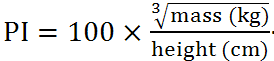 PI = 100 × ∛mass (kg) / height (cm).